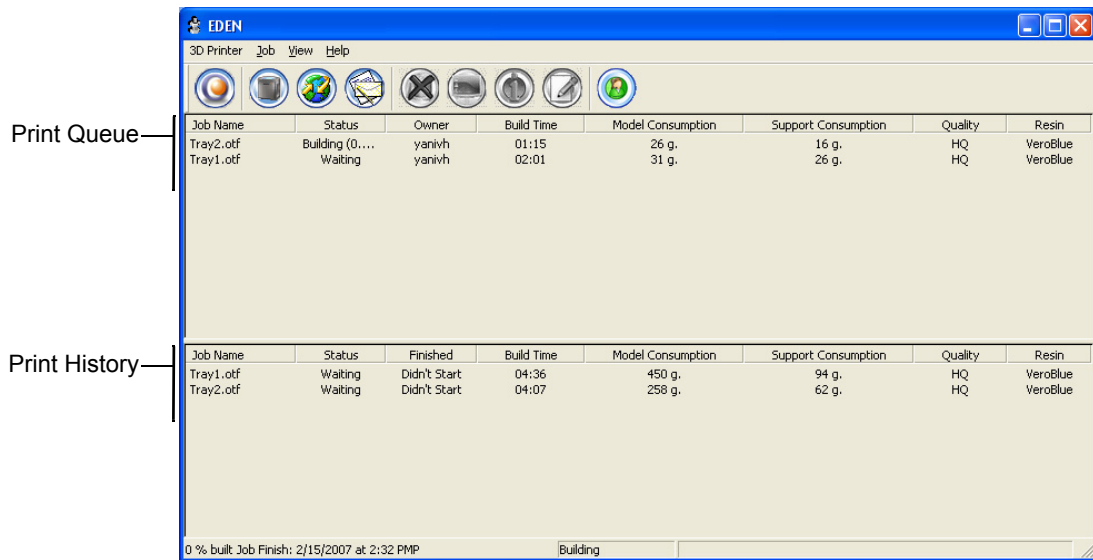 EDEN
3D Printer Job View Help
Print Queue
Job Name Status Owner Build Time Model Consumption Support Consumption Quality Resin
Tray2.otf Building (0.... yanivh 01:15 26 g. 16 g. HQ VeroBlue
Tray1.otf Waiting yanivh 02:01 31 g. 26 g. HQ VeroBlue
Print History
Job Name Status Finished Build Time Model Consumption Support Consumption Quality Resin
Tray1.otf Waiting Didn't Start 04:36 450 g. 94 g. HQ VeroBlue
Tray2.otf Waiting Didn't Start 04:07 258 g. 62 g. HQ VeroBlue
0 % built Job Finish: 2/15/2007 at 2:32 PMP Building